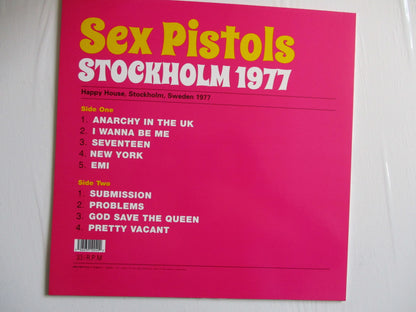 Sex Pistols
STOCKHOLM 1977
Happy House, Stockholm, Sweden 1977
Side One
1. ANARCHY IN THE UK
2. I WANNA BE ME
3. SEVENTEEN
4. NEW YORK
5. EMI
Side Two
1. SUBMISSION
2. PROBLEMS
3. GOD SAVE THE QUEEN
4. PRETTY VACANT
33 R.P.M